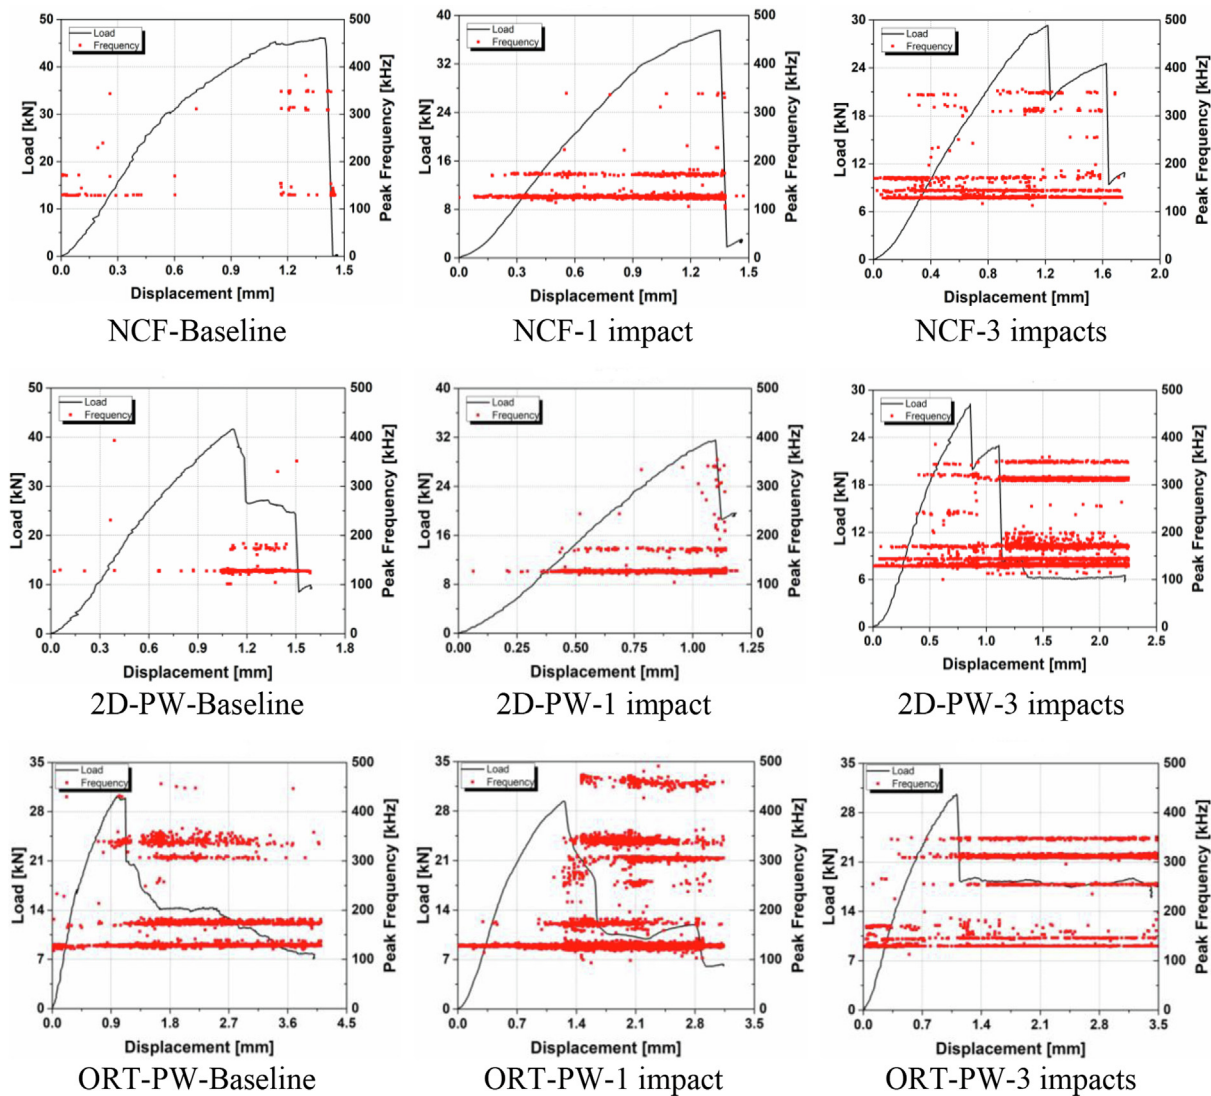 50
40
30
20
10
0
Load [kN]
Load
Frequency
500
400
300
200
100
0
Peak Frequency [kHz]
0.0 0.3 0.6 0.9 1.2 1.5
Displacement [mm]
NCF-Baseline
40
32
24
16
8
0
Load [kN]
Load
Frequency
500
400
300
200
100
0
Peak Frequency [kHz]
0.0 0.3 0.6 0.9 1.2 1.5
Displacement [mm]
NCF-1 impact
30
24
18
12
6
0
Load [kN]
Load
Frequency
500
400
300
200
100
0
Peak Frequency [kHz]
0.0 0.4 0.8 1.2 1.6 2.0
Displacement [mm]
NCF-3 impacts
50
40
30
20
10
0
Load [kN]
Load
Frequency
500
400
300
200
100
0
Peak Frequency [kHz]
0.0 0.3 0.6 0.9 1.2 1.5 1.8
Displacement [mm]
2D-PW-Baseline
40
32
24
16
8
0
Load [kN]
Load
Frequency
500
400
300
200
100
0
Peak Frequency [kHz]
0.00 0.25 0.50 0.75 1.00 1.25
Displacement [mm]
2D-PW-1 impact
30
24
18
12
6
0
Load [kN]
Load
Frequency
500
400
300
200
100
0
Peak Frequency [kHz]
0.0 0.5 1.0 1.5 2.0 2.5
Displacement [mm]
2D-PW-3 impacts
35
28
21
14
7
0
Load [kN]
Load
Frequency
500
400
300
200
100
0
Peak Frequency [kHz]
0.0 0.9 1.8 2.7 3.6 4.5
Displacement [mm]
ORT-PW-Baseline
35
28
21
14
7
0
Load [kN]
Load
Frequency
500
400
300
200
100
0
Peak Frequency [kHz]
0.0 0.7 1.4 2.1 2.8 3.5
Displacement [mm]
ORT-PW-1 impact
35
28
21
14
7
0
Load [kN]
Load
Frequency
500
400
300
200
100
0
Peak Frequency [kHz]
0.0 0.7 1.4 2.1 2.8 3.5
Displacement [mm]
ORT-PW-3 impacts